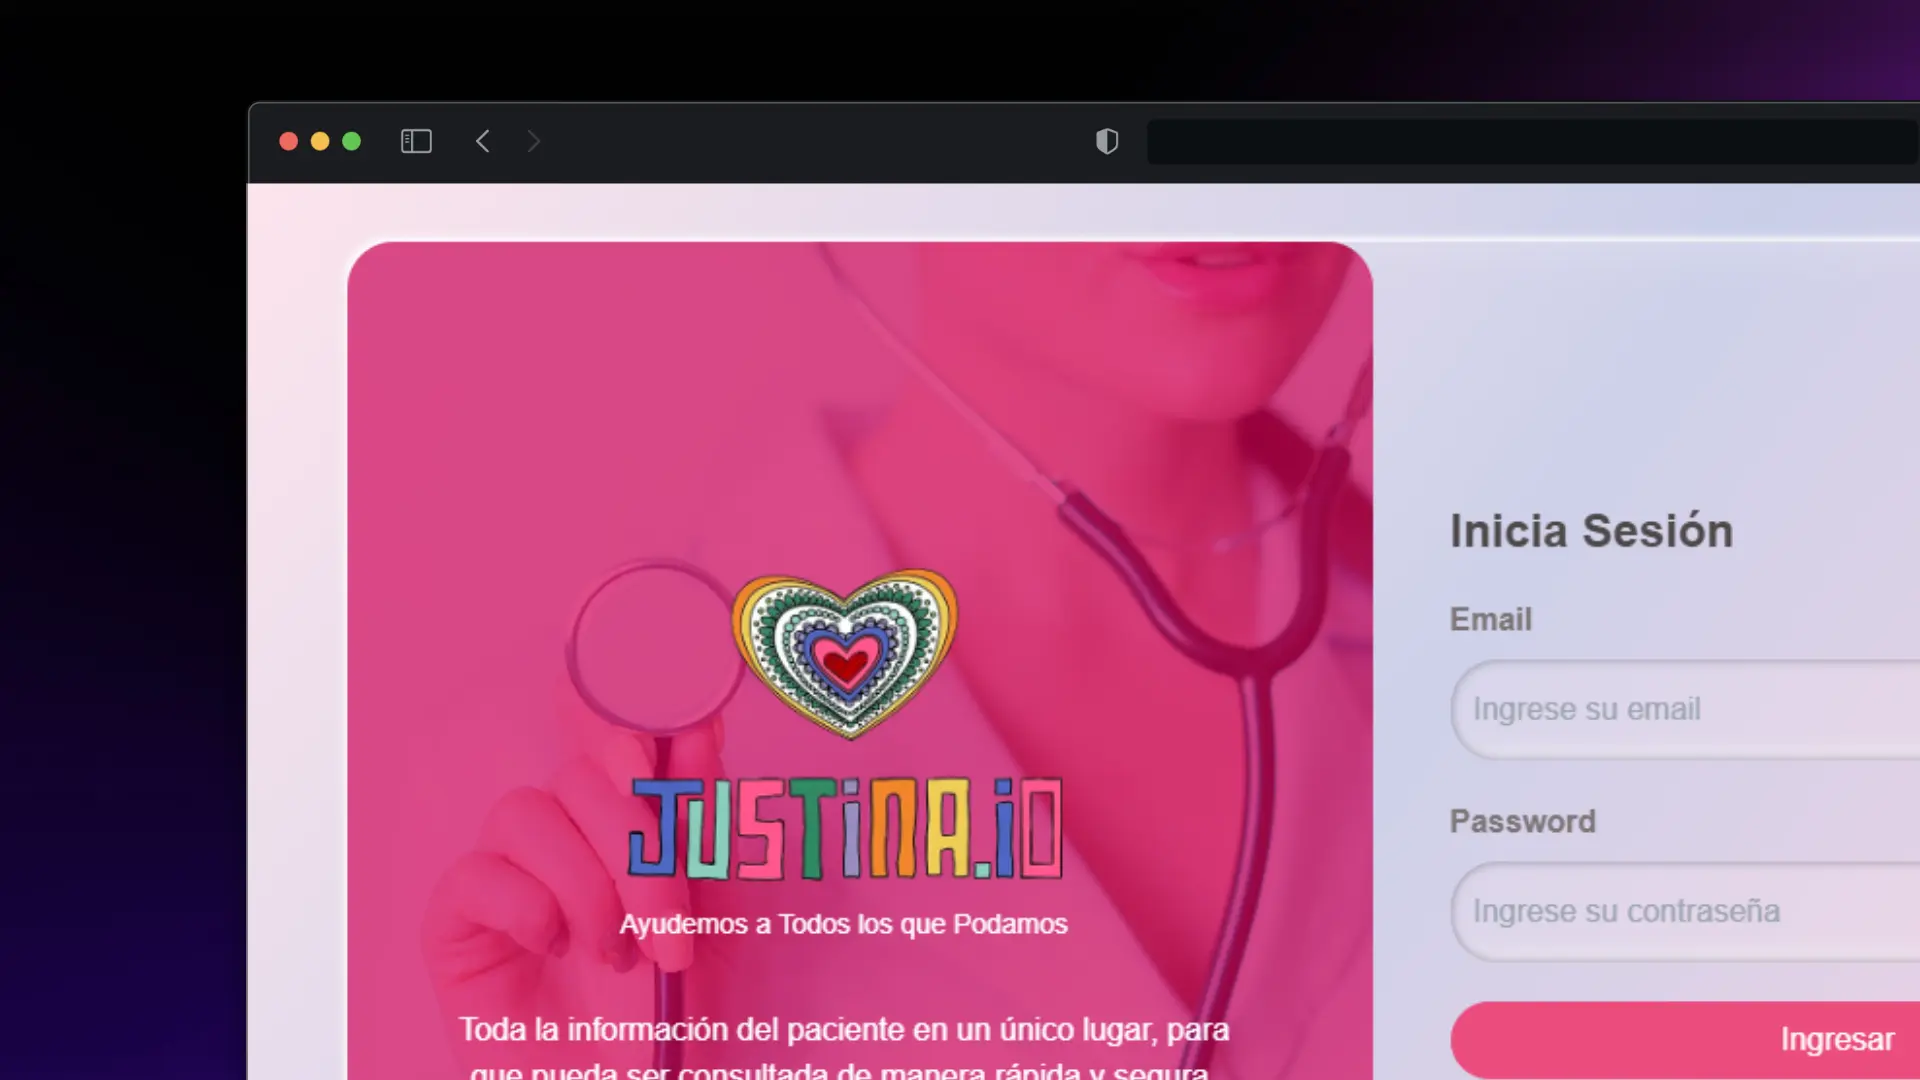 JUSTINA.IO
Ayudemos a Todos los que Podamos
Toda la información del paciente en un único lugar, para
que pueda ser consultada de manera rápida y segura
Inicia Sesión
Email
Ingrese su email
Password
Ingrese su contraseña
Ingresar